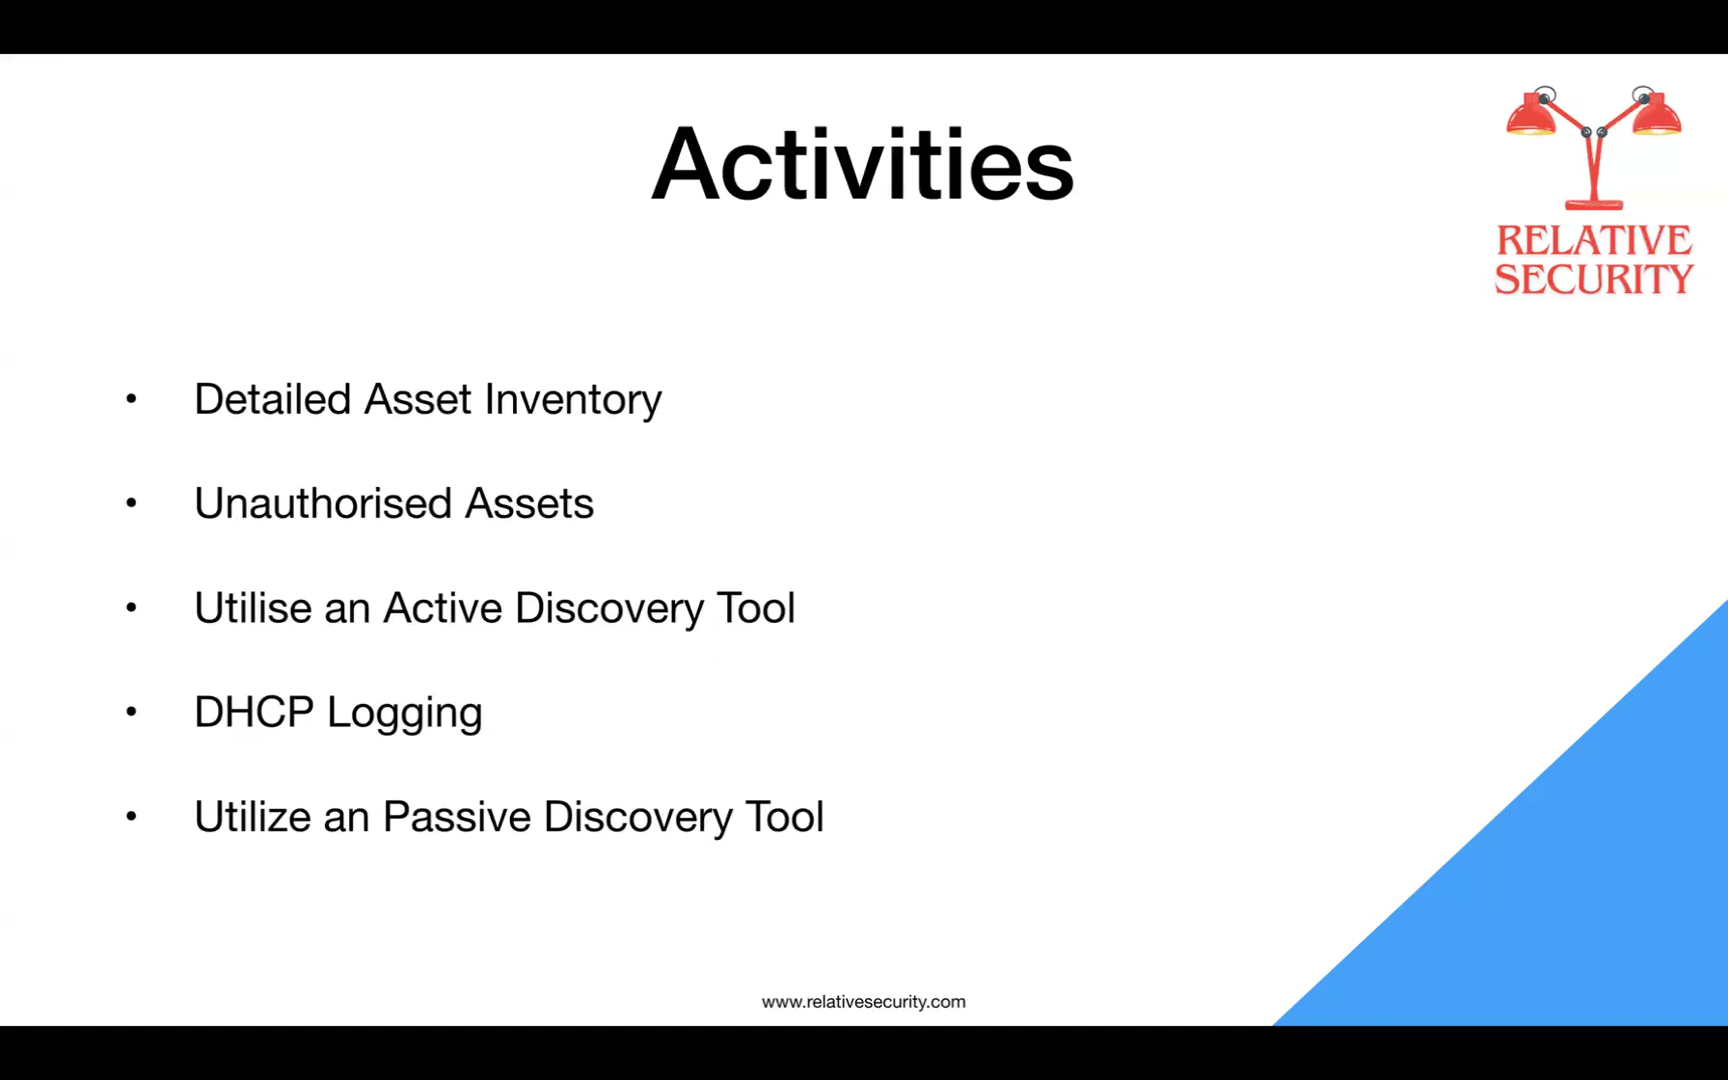 Activities
RELATIVE
SECURITY
• Detailed Asset Inventory
• Unauthorised Assets
• Utilise an Active Discovery Tool
• DHCP Logging
• Utilize an Passive Discovery Tool
www.relativesecurity.com